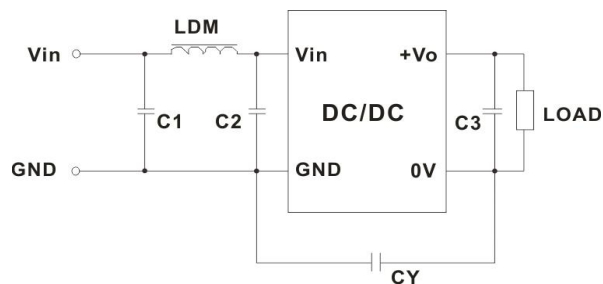 LDM
Vin
Vin
+Vo
C1
C2
DC/DC
C3
LOAD
GND
GND
0V
CY